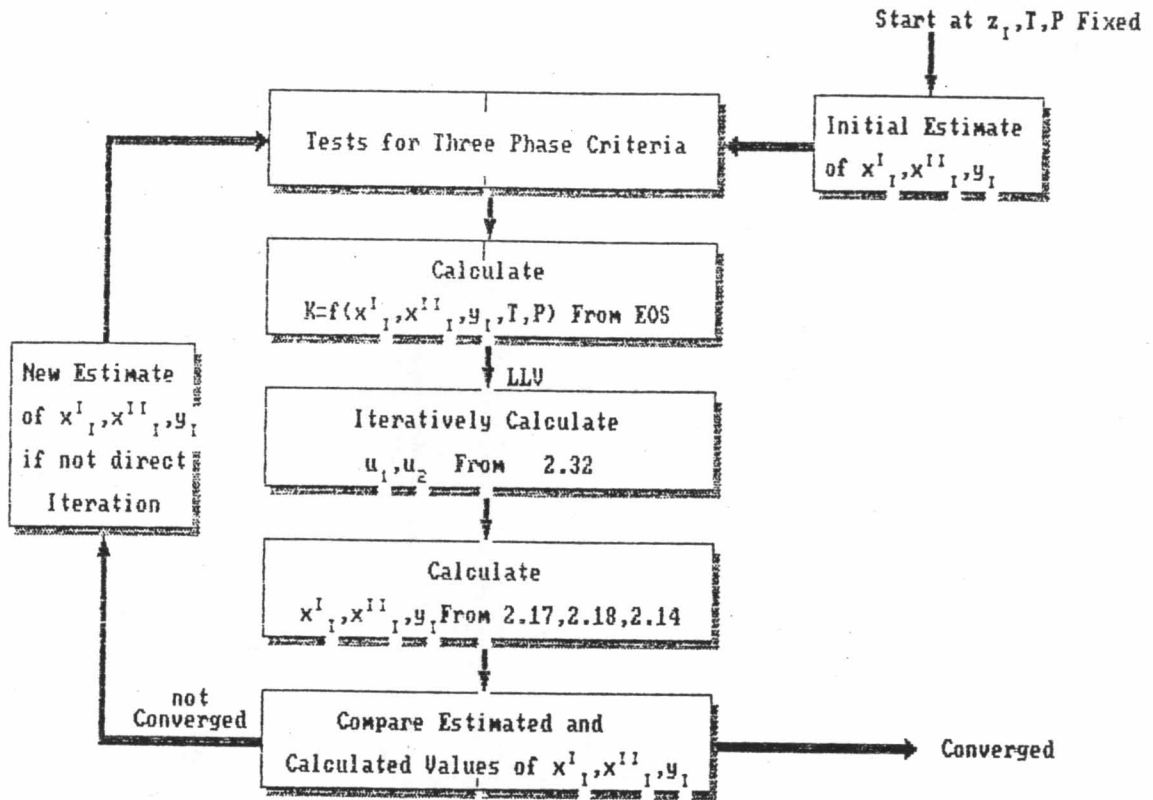 Start at z_I,T,P Fixed
Initial Estimate
of x^I_I,x^II_I,y_I
Tests for Three Phase Criteria
Calculate
K=f(x^I_I,x^II_I,y_I,T,P) From EOS
LLV
Iteratively Calculate
u_1,u_2 From 2.32
Calculate
x^I_I,x^II_I,y_I From 2.17,2.18,2.14
Compare Estimated and
Calculated Values of x^I_I,x^II_I,y_I
Converged
not
Converged
New Estimate
of x^I_I,x^II_I,y_I
if not direct
Iteration